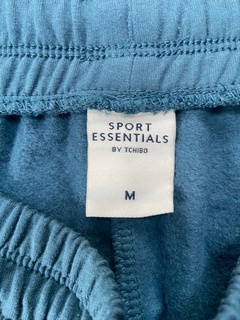 SPORT
ESSENTIALS
BY TCHIBO
M